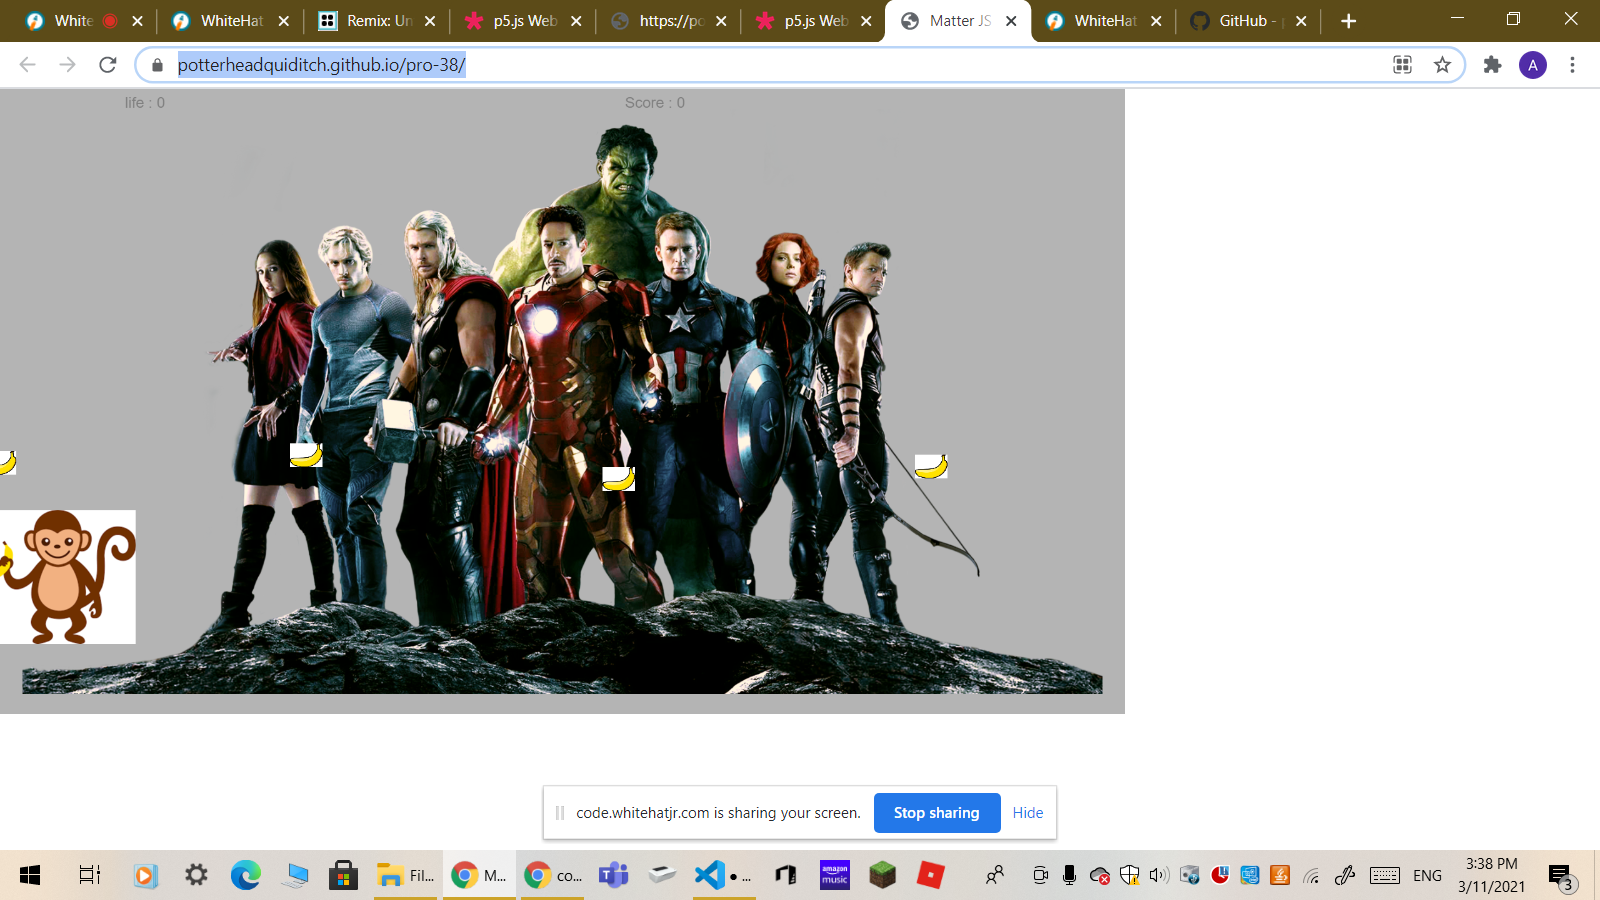 White
WhiteHat
Remix: Un
p5.js Web
https://po
p5.js Web
Matter JS
WhiteHat
GitHub - p
potterheadquiditch.github.io/pro-38/
A
life : 0
Score : 0
code.whitehatjr.com is sharing your screen.
Stop sharing
Hide
Fil...
M...
co...
...
amazon music
ENG
3:38 PM
3/11/2021
3